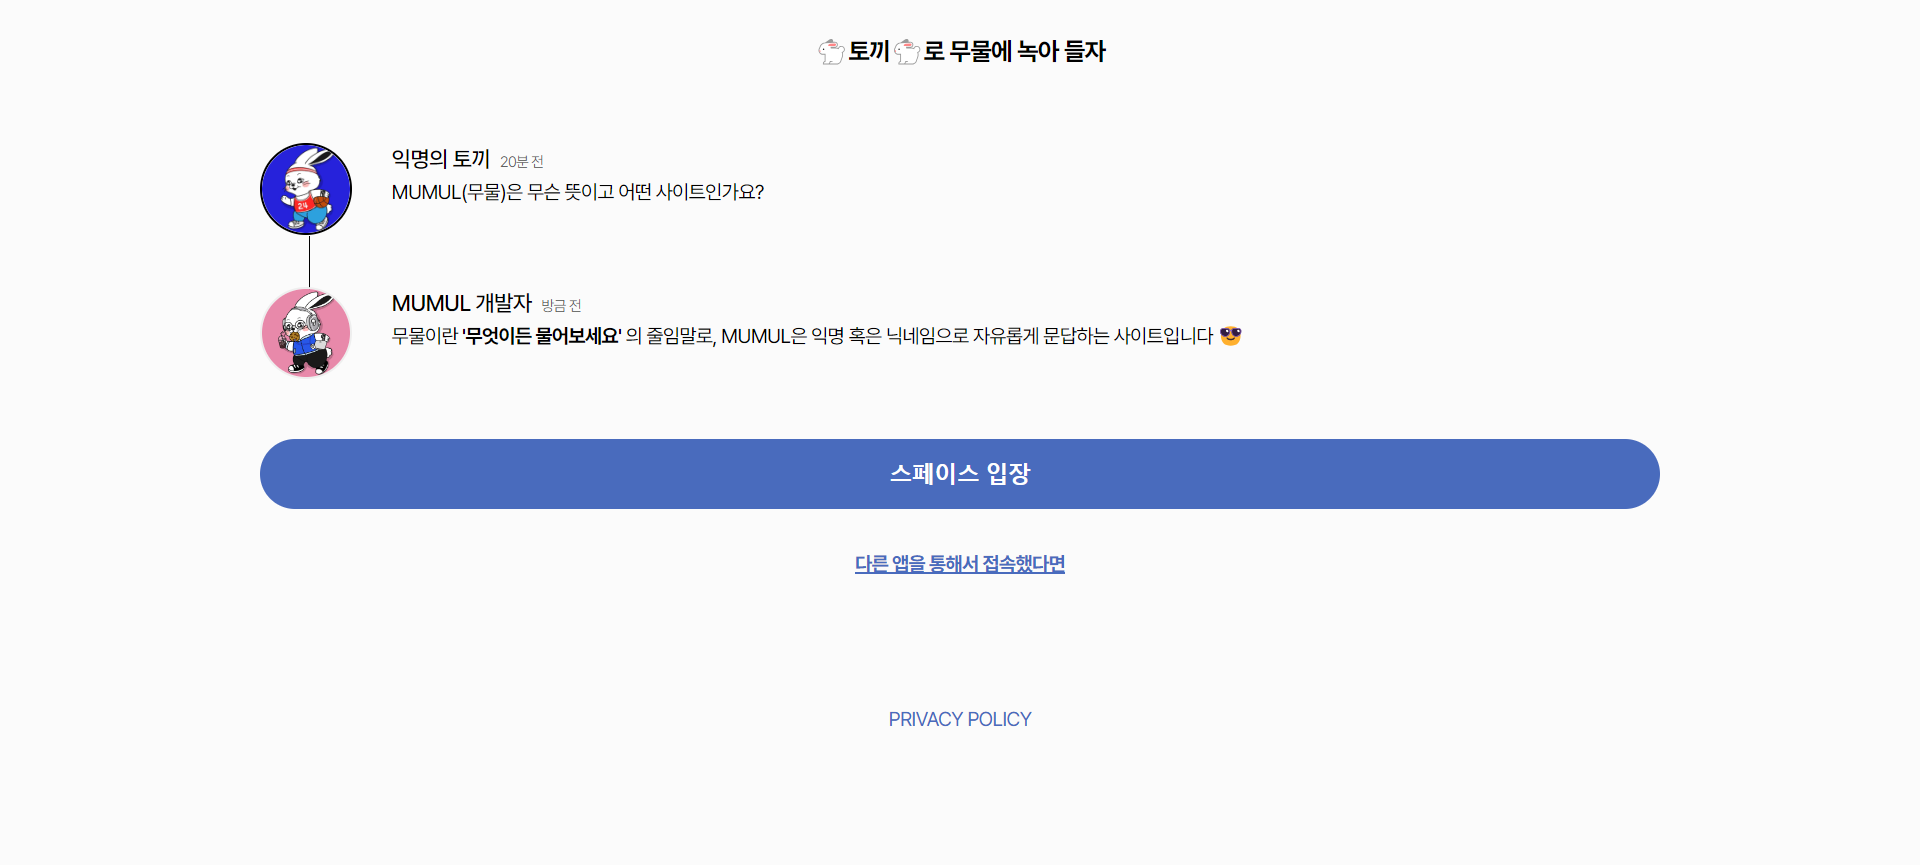 토끼 로 무물에 녹아 들자
익명의 토끼 20분 전
MUMUL(무물)은 무슨 뜻이고 어떤 사이트인가요?
24
MUMUL 개발자 방금 전
무물이란 '무엇이든 물어보세요' 의 줄임말로, MUMUL은 익명 혹은 닉네임으로 자유롭게 문답하는 사이트입니다 😎
스페이스 입장
다른 앱을 통해서 접속했다면
PRIVACY POLICY